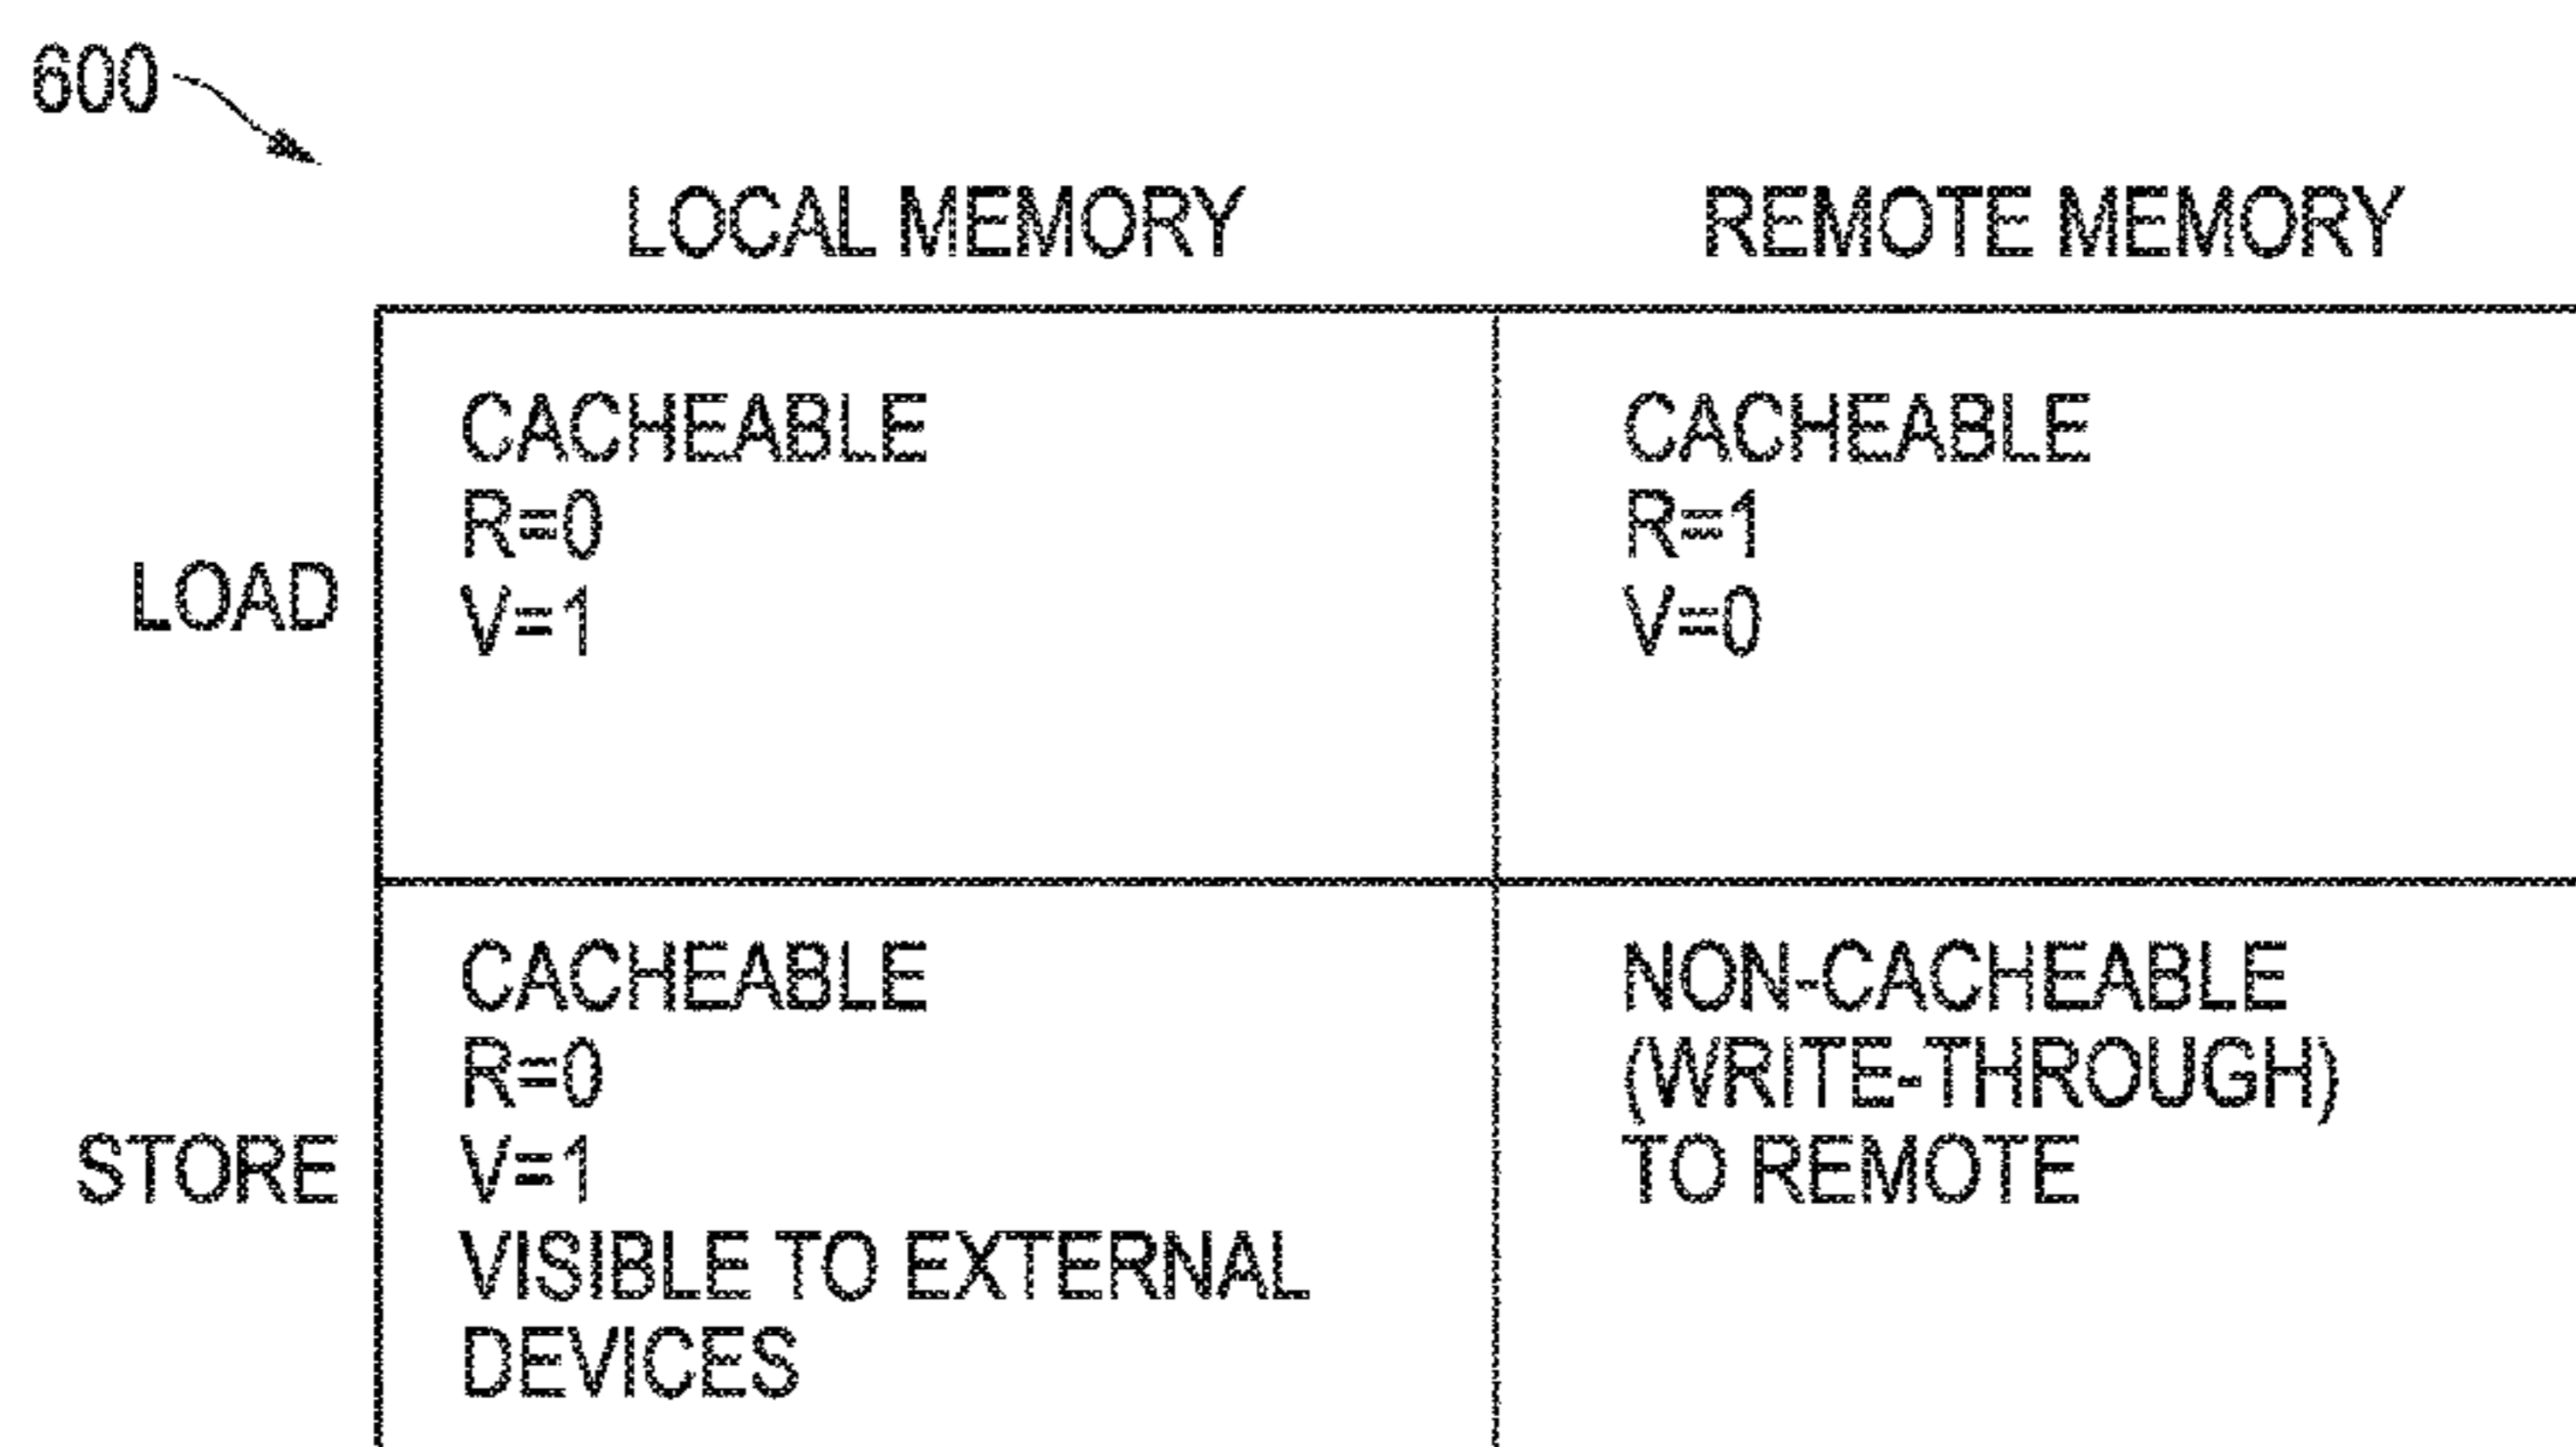 600
LOCAL MEMORY
REMOTE MEMORY
LOAD
CACHEABLE
R=0
V=1
CACHEABLE
R=1
V=0
STORE
CACHEABLE
R=0
V=1
VISIBLE TO EXTERNAL
DEVICES
NON-CACHEABLE
(WRITE-THROUGH)
TO REMOTE